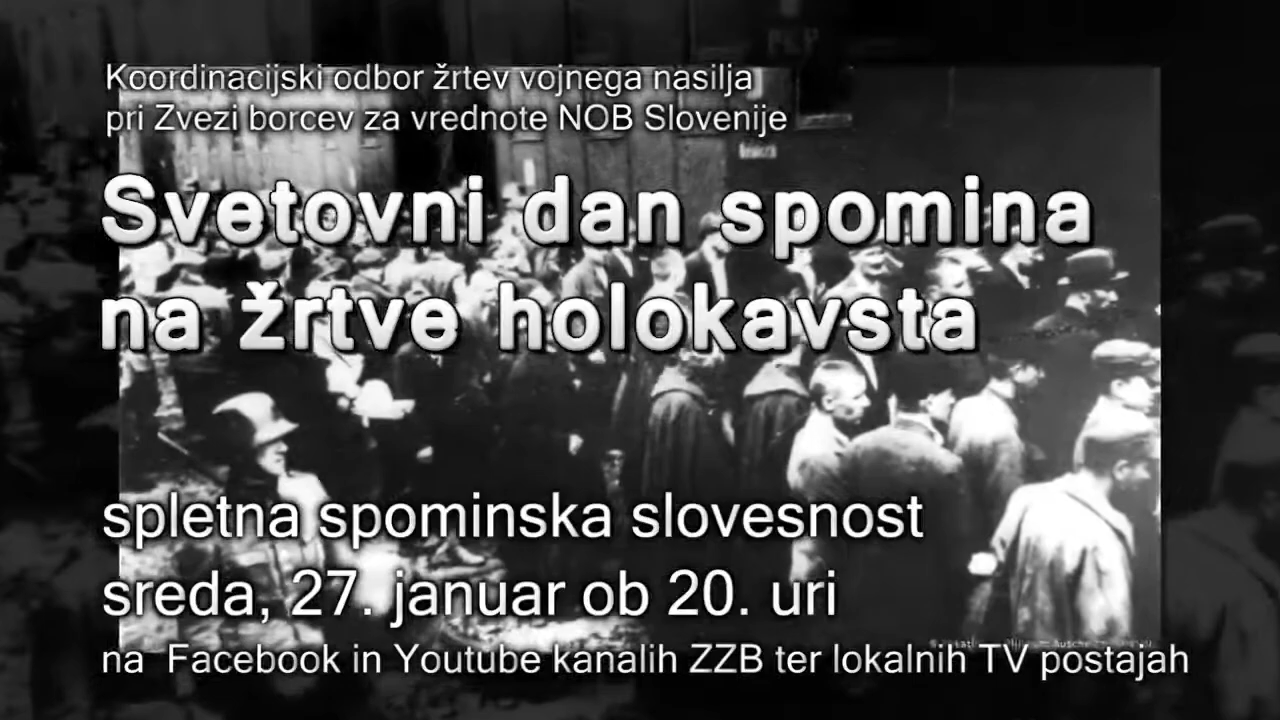 Koordinacijski odbor žrtev vojnega nasilja
pri Zvezi borcev za vrednote NOB Slovenije
Svetovni dan spomina
na žrtve holokavsta
spletna spominska slovesnost
sreda, 27. januar ob 20. uri
na Facebook in Youtube kanalih ZZB ter lokalnih TV postajah